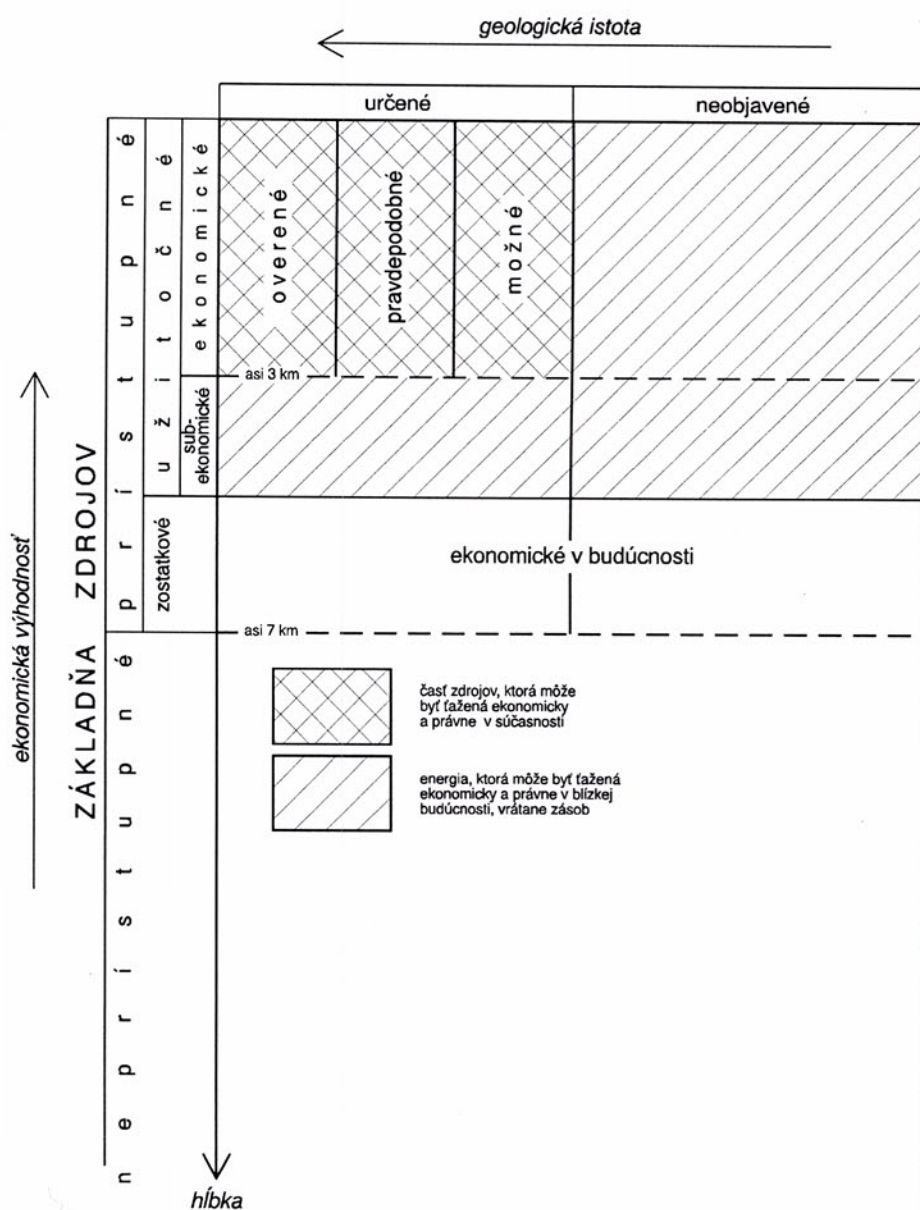 geologická istota
určené
neobjavené
prístupné
užitočné
ekonomické
overené
pravdepodobné
možné
asi 3 km
sub-
ekonomické
zostatkové
ekonomické v budúcnosti
asi 7 km
ekonomická výhodnosť
ZÁKLADŇA ZDROJOV
neprístupné
časť zdrojov, ktorá môže
byť ťažená ekonomicky
a právne v súčasnosti
energia, ktorá môže byť ťažená
ekonomicky a právne v blízkej
budúcnosti, vrátane zásob
hĺbka